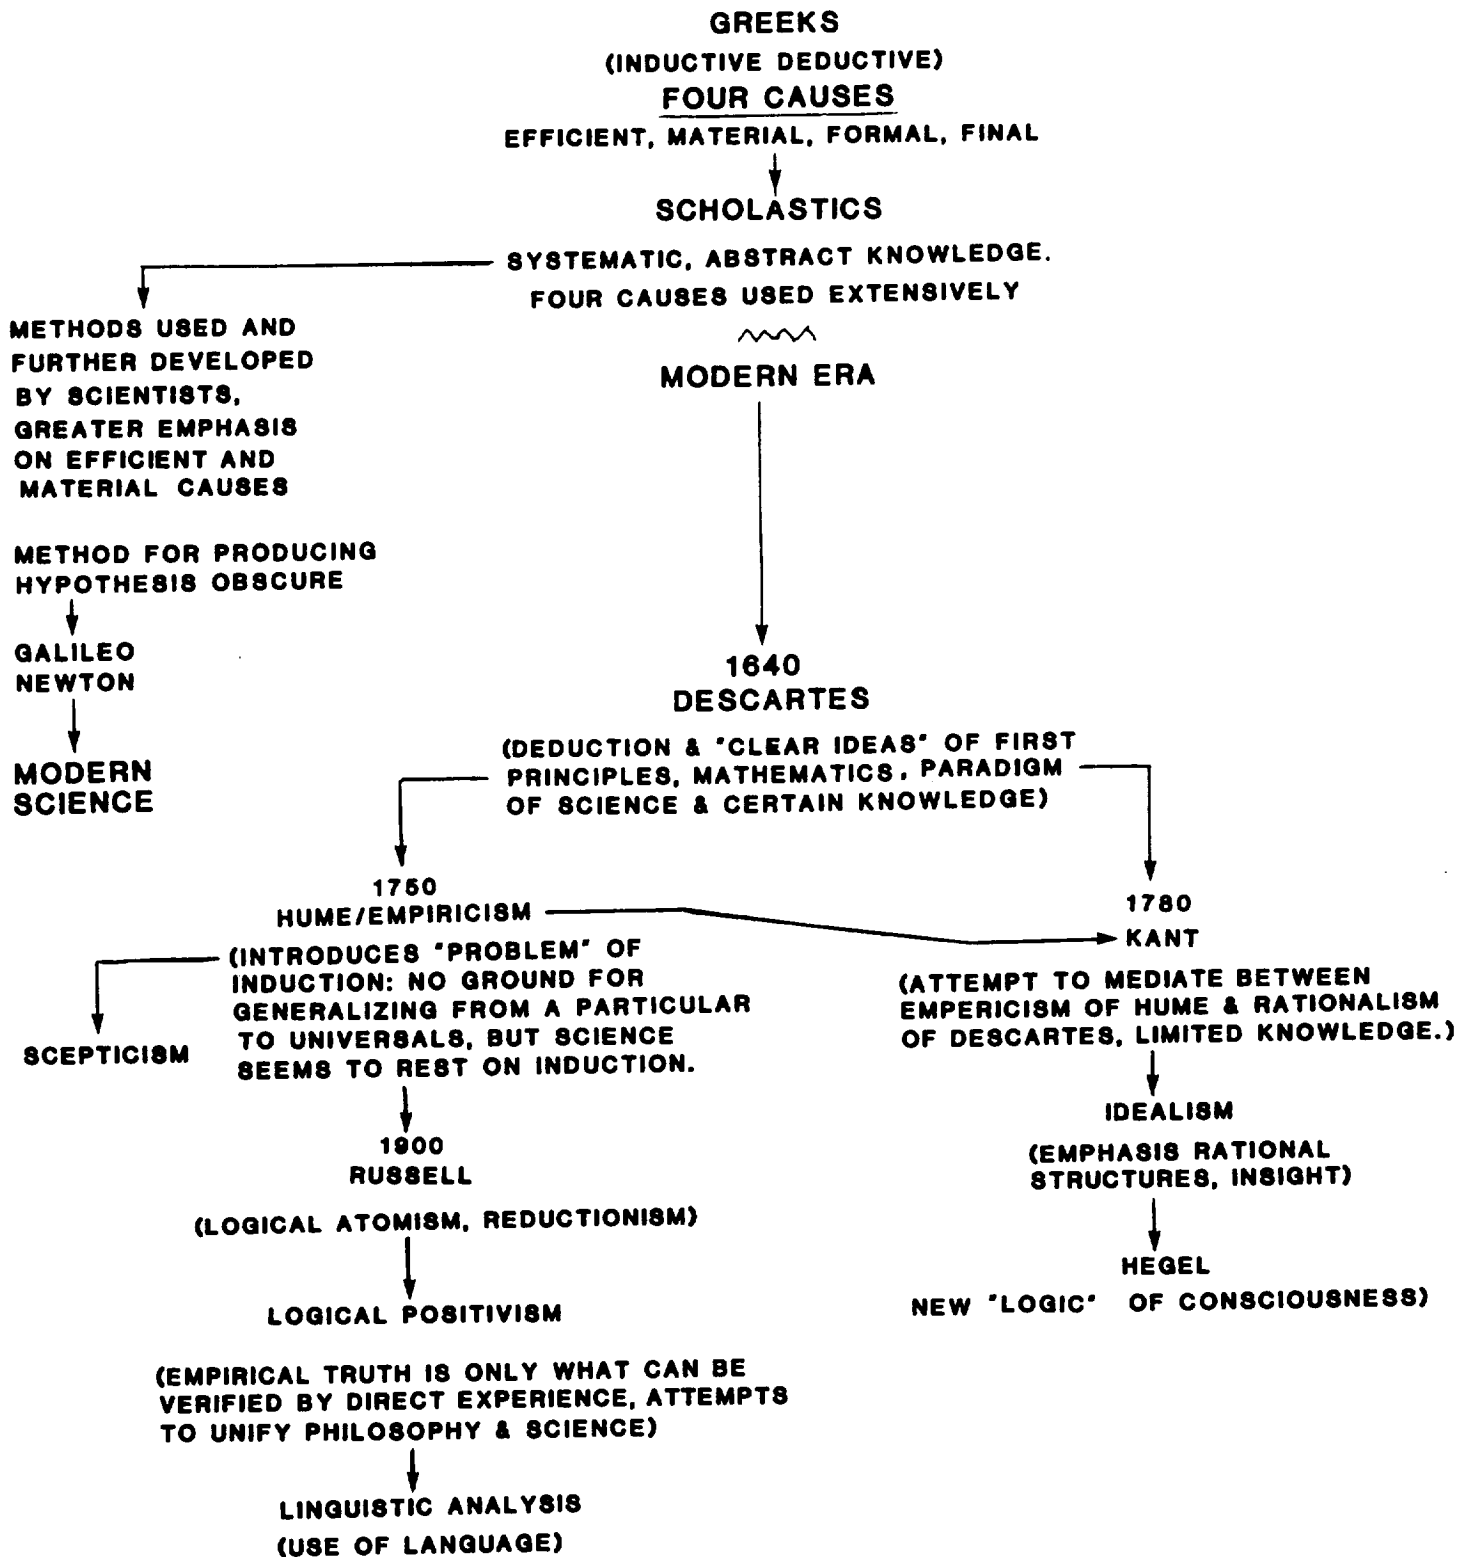 GREEKS
(INDUCTIVE DEDUCTIVE)
FOUR CAUSES
EFFICIENT, MATERIAL, FORMAL, FINAL
SCHOLASTICS
SYSTEMATIC, ABSTRACT KNOWLEDGE.
FOUR CAUSES USED EXTENSIVELY
METHODS USED AND
FURTHER DEVELOPED
BY SCIENTISTS,
GREATER EMPHASIS
ON EFFICIENT AND
MATERIAL CAUSES
METHOD FOR PRODUCING
HYPOTHESIS OBSCURE
GALILEO
NEWTON
MODERN
SCIENCE
MODERN ERA
1640
DESCARTES
(DEDUCTION & "CLEAR IDEAS" OF FIRST
PRINCIPLES, MATHEMATICS, PARADIGM
OF SCIENCE & CERTAIN KNOWLEDGE)
1750
HUME/EMPIRICISM
(INTRODUCES "PROBLEM" OF
INDUCTION: NO GROUND FOR
GENERALIZING FROM A PARTICULAR
TO UNIVERSALS, BUT SCIENCE
SEEMS TO REST ON INDUCTION.
SCEPTICISM
1900
RUSSELL
(LOGICAL ATOMISM, REDUCTIONISM)
LOGICAL POSITIVISM
(EMPIRICAL TRUTH IS ONLY WHAT CAN BE
VERIFIED BY DIRECT EXPERIENCE, ATTEMPTS
TO UNIFY PHILOSOPHY & SCIENCE)
LINGUISTIC ANALYSIS
(USE OF LANGUAGE)
1780
KANT
(ATTEMPT TO MEDIATE BETWEEN
EMPERICISM OF HUME & RATIONALISM
OF DESCARTES, LIMITED KNOWLEDGE.)
IDEALISM
(EMPHASIS RATIONAL
STRUCTURES, INSIGHT)
HEGEL
NEW "LOGIC" OF CONSCIOUSNESS)